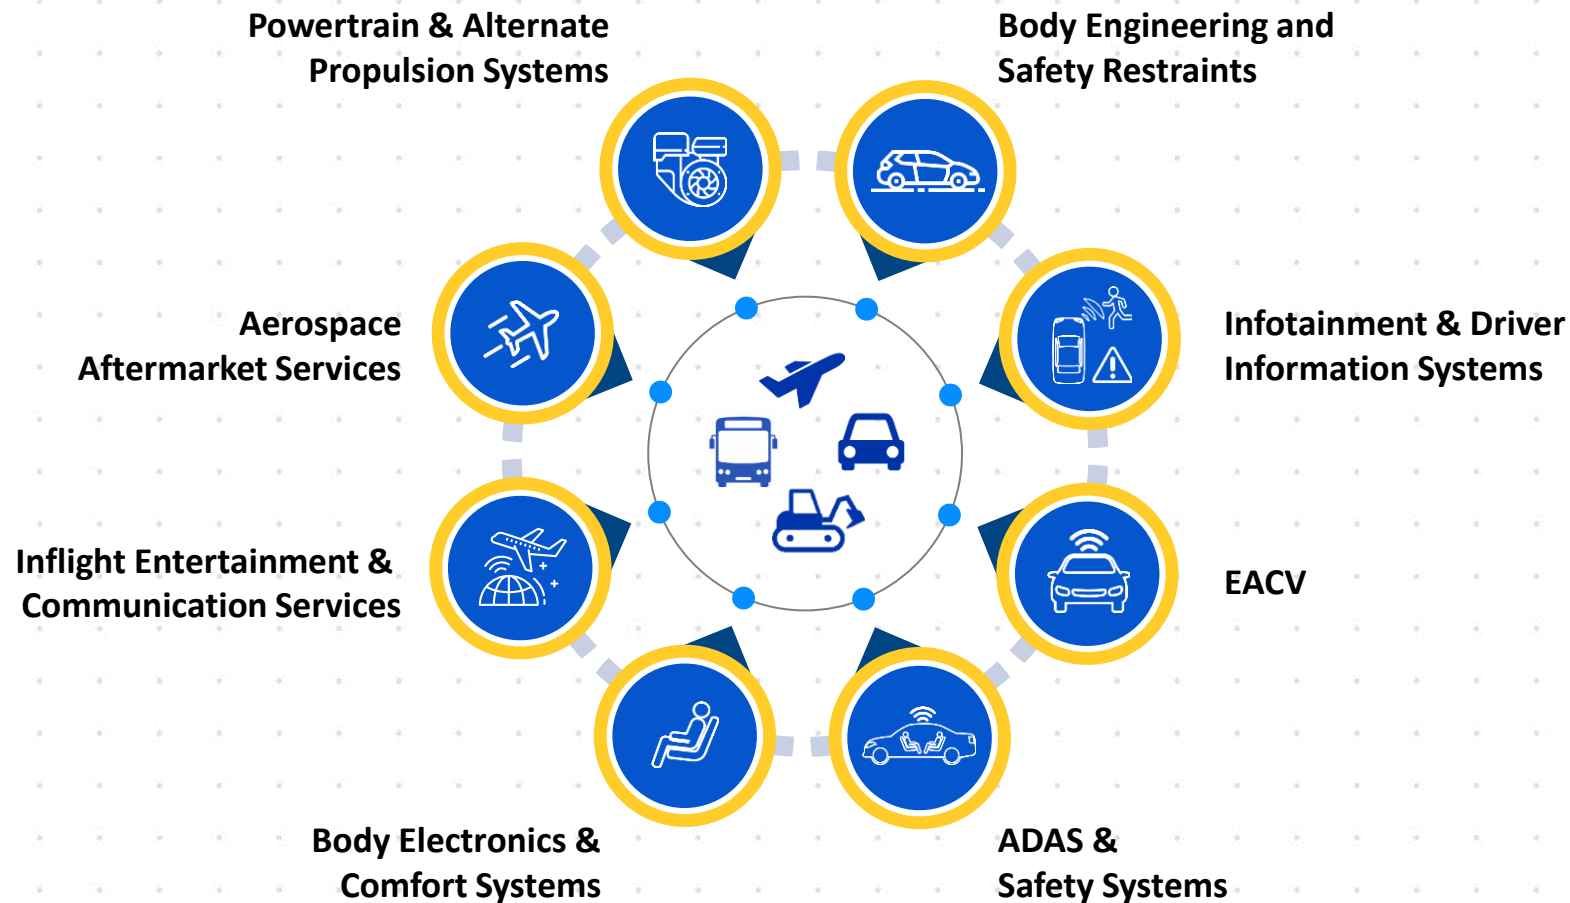 Powertrain & Alternate
Propulsion Systems
Body Engineering and
Safety Restraints
Aerospace
Aftermarket Services
Infotainment & Driver
Information Systems
Inflight Entertainment &
Communication Services
EACV
Body Electronics &
Comfort Systems
ADAS &
Safety Systems